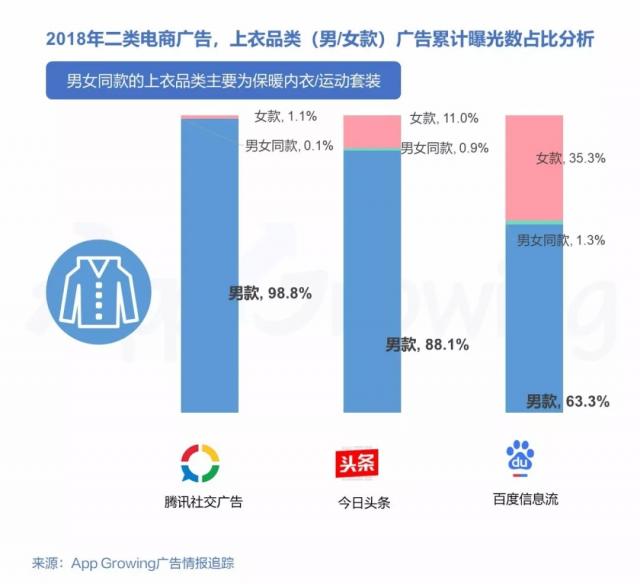 2018年二类电商广告，上衣品类（男/女款）广告累计曝光数占比分析
男女同款的上衣品类主要为保暖内衣/运动套装
女款, 1.1%
男女同款, 0.1%
男款, 98.8%
女款, 11.0%
男女同款, 0.9%
男款, 88.1%
女款, 35.3%
男女同款, 1.3%
男款, 63.3%
App Growing
头条
du
腾讯社交广告
今日头条
百度信息流
来源：App Growing广告情报追踪